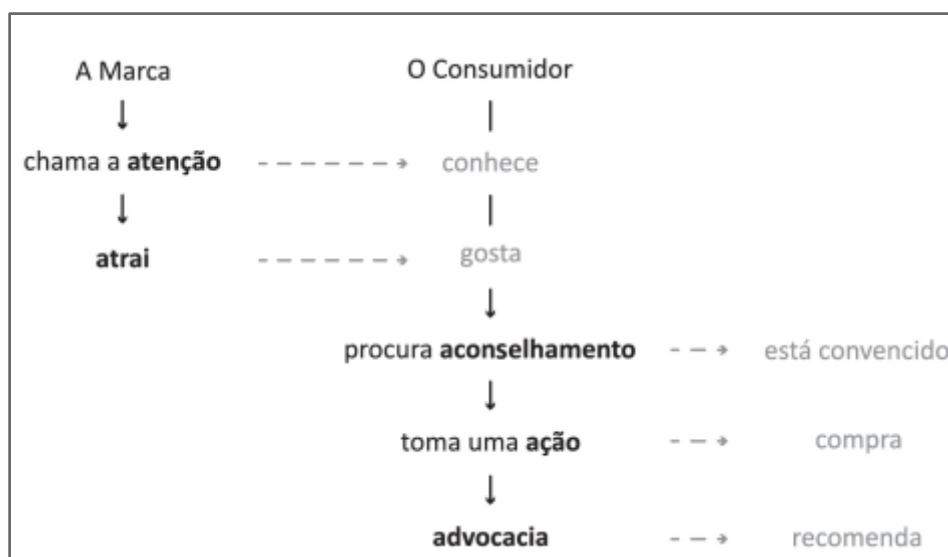 A Marca O Consumidor
chama a atenção conhece
atrai gosta
procura aconselhamento está convencido
toma uma ação compra
advocacia recomenda